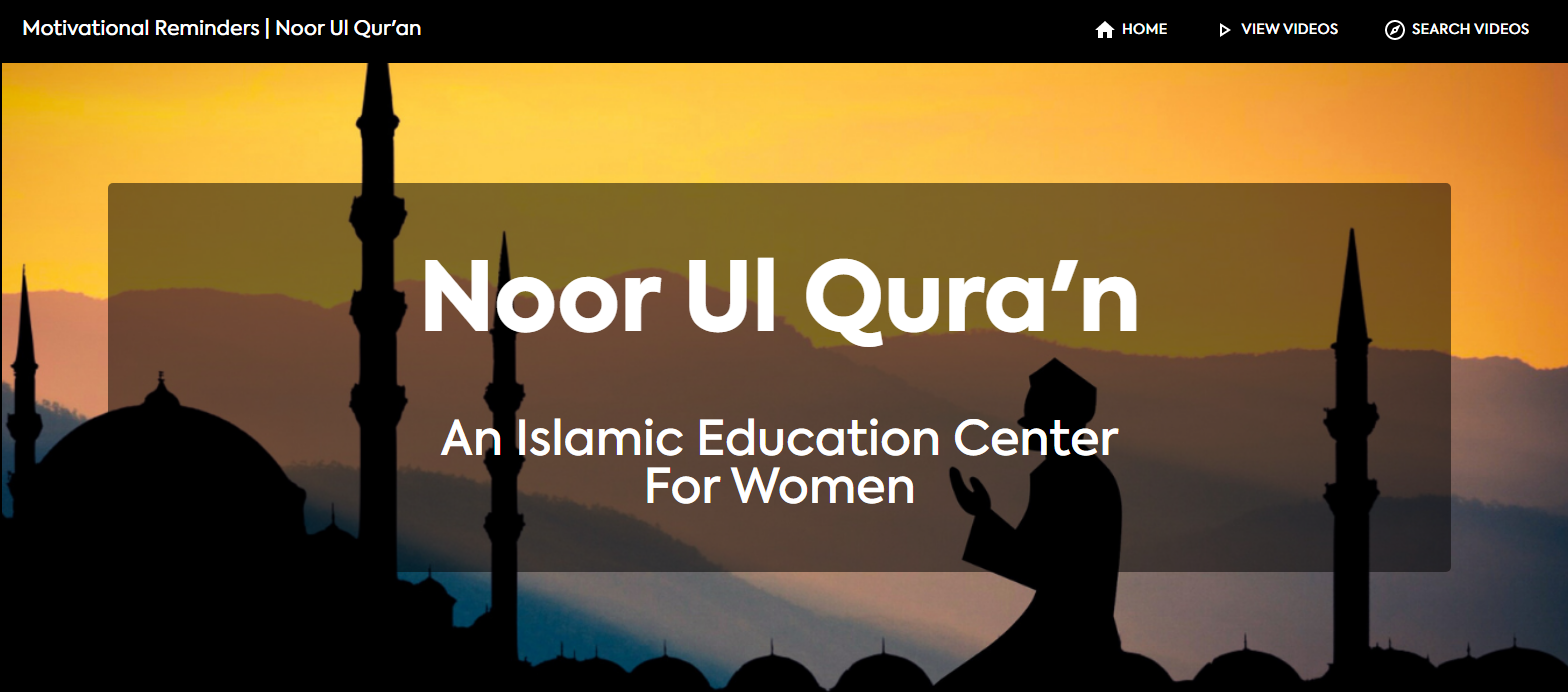 Motivational Reminders | Noor Ul Qur'an
HOME
VIEW VIDEOS
SEARCH VIDEOS
Noor Ul Qura'n
An Islamic Education Center
For Women